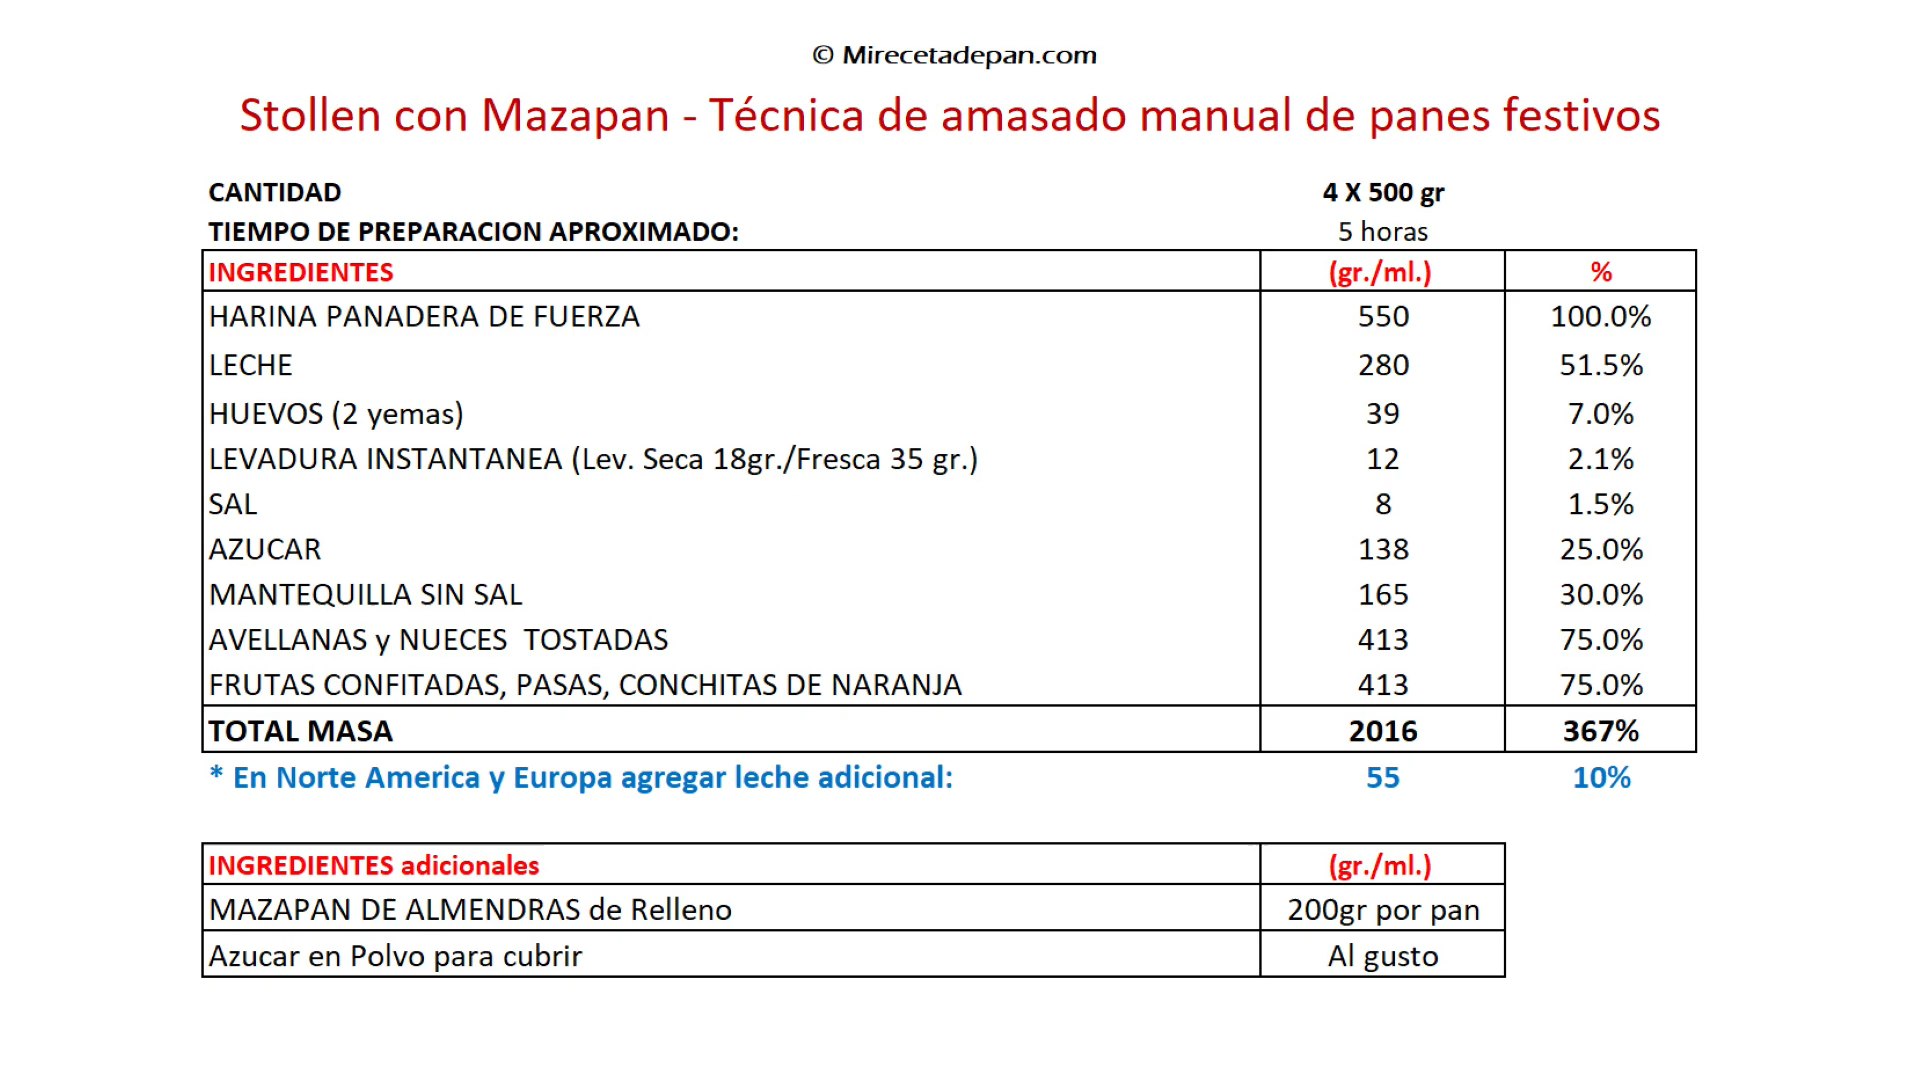 © Mirecetadepan.com
Stollen con Mazapan - Técnica de amasado manual de panes festivos
CANTIDAD 4 X 500 gr
TIEMPO DE PREPARACION APROXIMADO: 5 horas
INGREDIENTES (gr./ml.) %
HARINA PANADERA DE FUERZA 550 100.0%
LECHE 280 51.5%
HUEVOS (2 yemas) 39 7.0%
LEVADURA INSTANTANEA (Lev. Seca 18gr./Fresca 35 gr.) 12 2.1%
SAL 8 1.5%
AZUCAR 138 25.0%
MANTEQUILLA SIN SAL 165 30.0%
AVELLANAS y NUECES TOSTADAS 413 75.0%
FRUTAS CONFITADAS, PASAS, CONCHITAS DE NARANJA 413 75.0%
TOTAL MASA 2016 367%
* En Norte America y Europa agregar leche adicional: 55 10%
INGREDIENTES adicionales (gr./ml.)
MAZAPAN DE ALMENDRAS de Relleno 200gr por pan
Azucar en Polvo para cubrir Al gusto